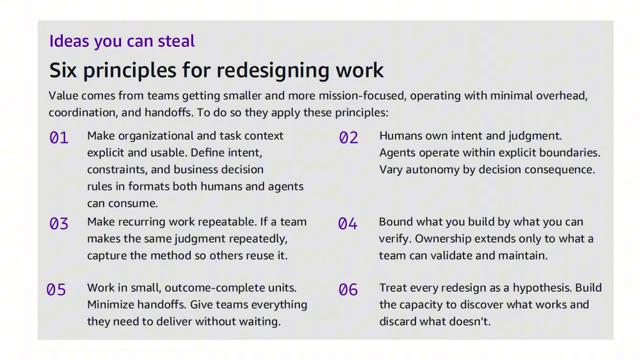 Ideas you can steal
Six principles for redesigning work
Value comes from teams getting smaller and more mission-focused, operating with minimal overhead,
coordination, and handoffs. To do so they apply these principles:
01
Make organizational and task context
explicit and usable. Define intent,
constraints, and business decision
rules in formats both humans and agents
can consume.
02
Humans own intent and judgment.
Agents operate within explicit boundaries.
Vary autonomy by decision consequence.
03
Make recurring work repeatable. If a team
makes the same judgment repeatedly,
capture the method so others reuse it.
04
Bound what you build by what you can
verify. Ownership extends only to what a
team can validate and maintain.
05
Work in small, outcome-complete units.
Minimize handoffs. Give teams everything
they need to deliver without waiting.
06
Treat every redesign as a hypothesis. Build
the capacity to discover what works and
discard what doesn't.